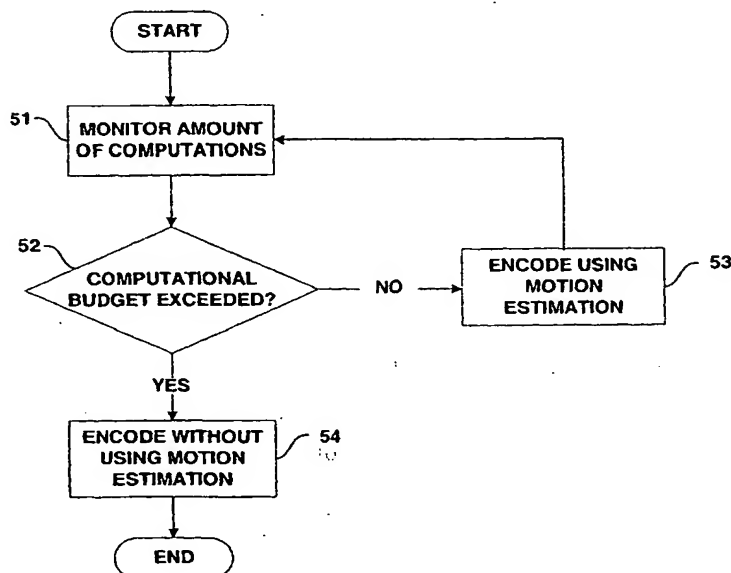 START
51
MONITOR AMOUNT
OF COMPUTATIONS
52
COMPUTATIONAL
BUDGET EXCEEDED?
NO
ENCODE USING
MOTION
ESTIMATION
53
YES
ENCODE WITHOUT
USING MOTION
ESTIMATION
54
END